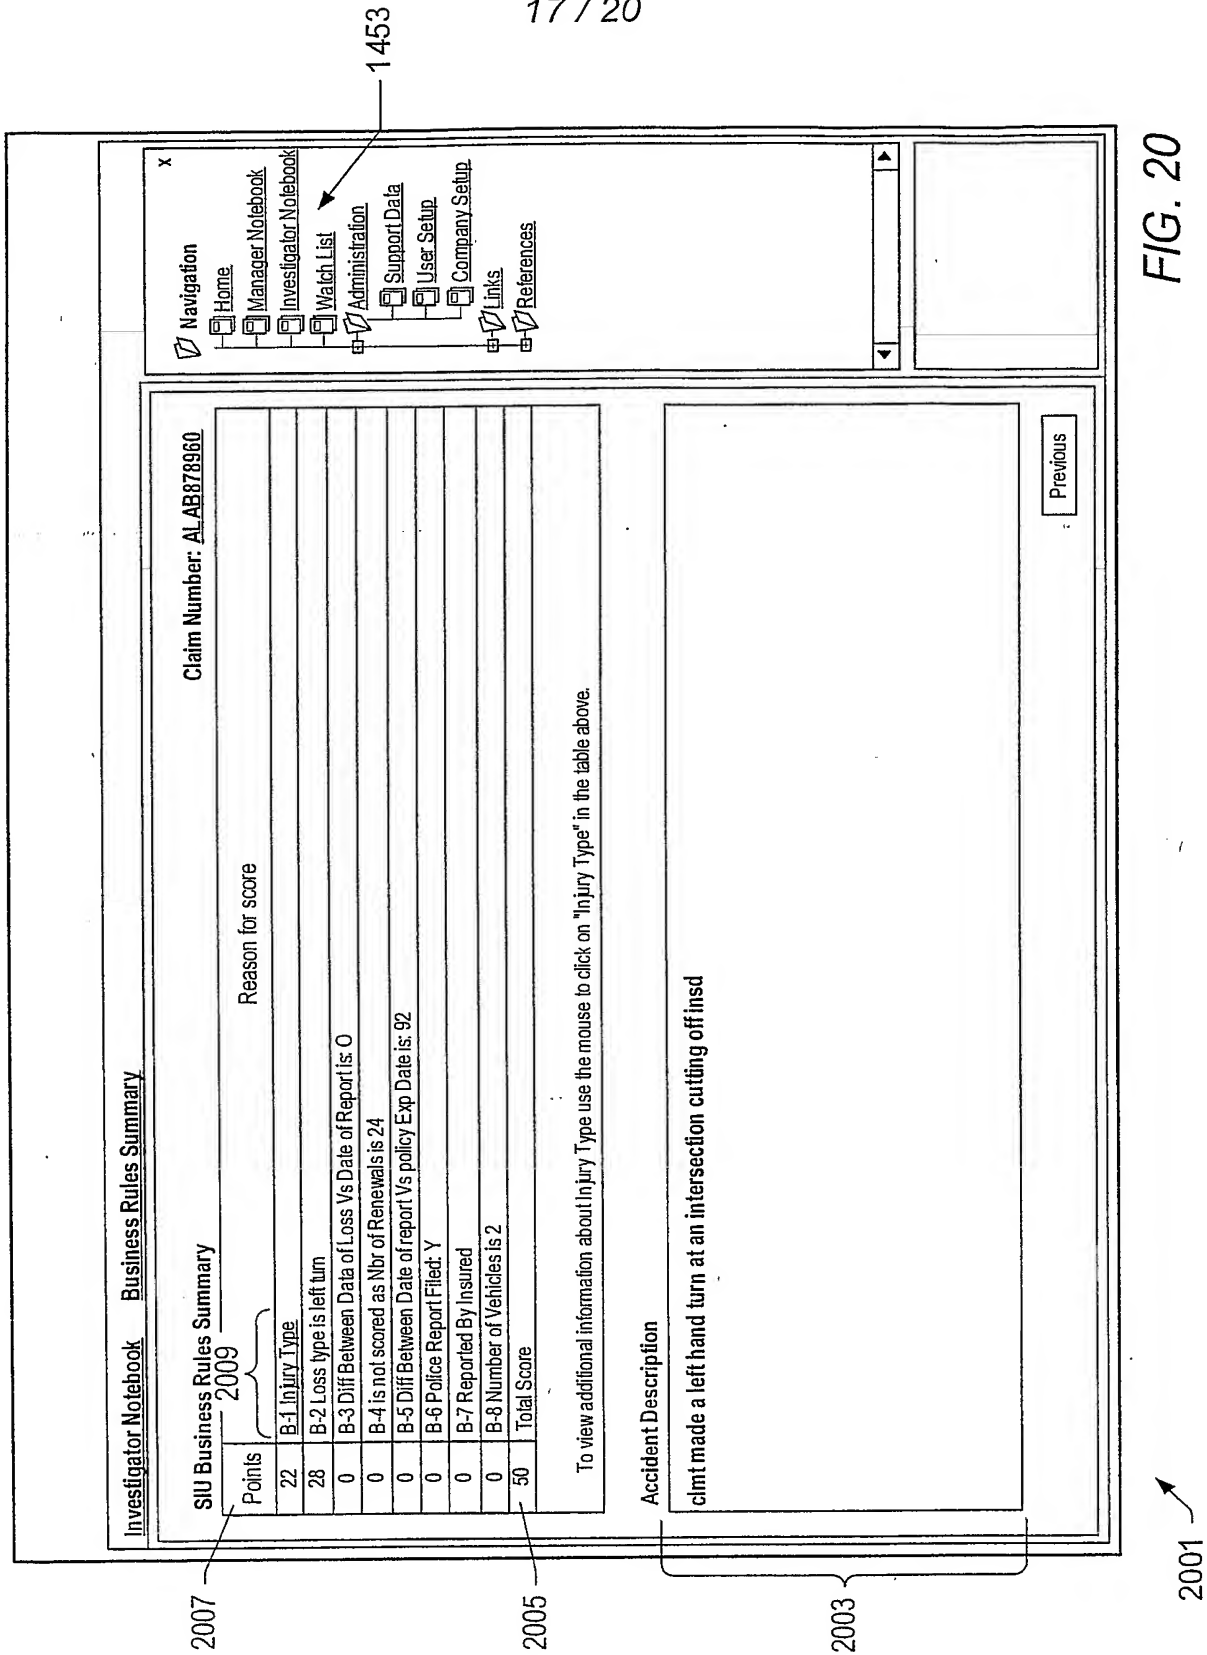 17 / 20
Investigator Notebook Business Rules Summary
SIU Business Rules Summary Claim Number: ALAB878960
2009
Points Reason for score
22 B-1 Injury Type
28 B-2 Loss type is left turn
0 B-3 Diff Between Data of Loss Vs Date of Report is: O
0 B-4 is not scored as Nbr of Renewals is 24
0 B-5 Diff Between Date of report Vs policy Exp Date is: 92
0 B-6 Police Report Filed: Y
0 B-7 Reported By Insured
0 B-8 Number of Vehicles is 2
50 Total Score
To view additional information about Injury Type use the mouse to click on "Injury Type" in the table above.
Accident Description
clmt made a left hand turn at an intersection cutting off insd
Previous
Navigation X
Home
Manager Notebook
Investigator Notebook
Watch List
Administration
Support Data
User Setup
Company Setup
Links
References
1453
2007
2005
2003
2001
FIG. 20